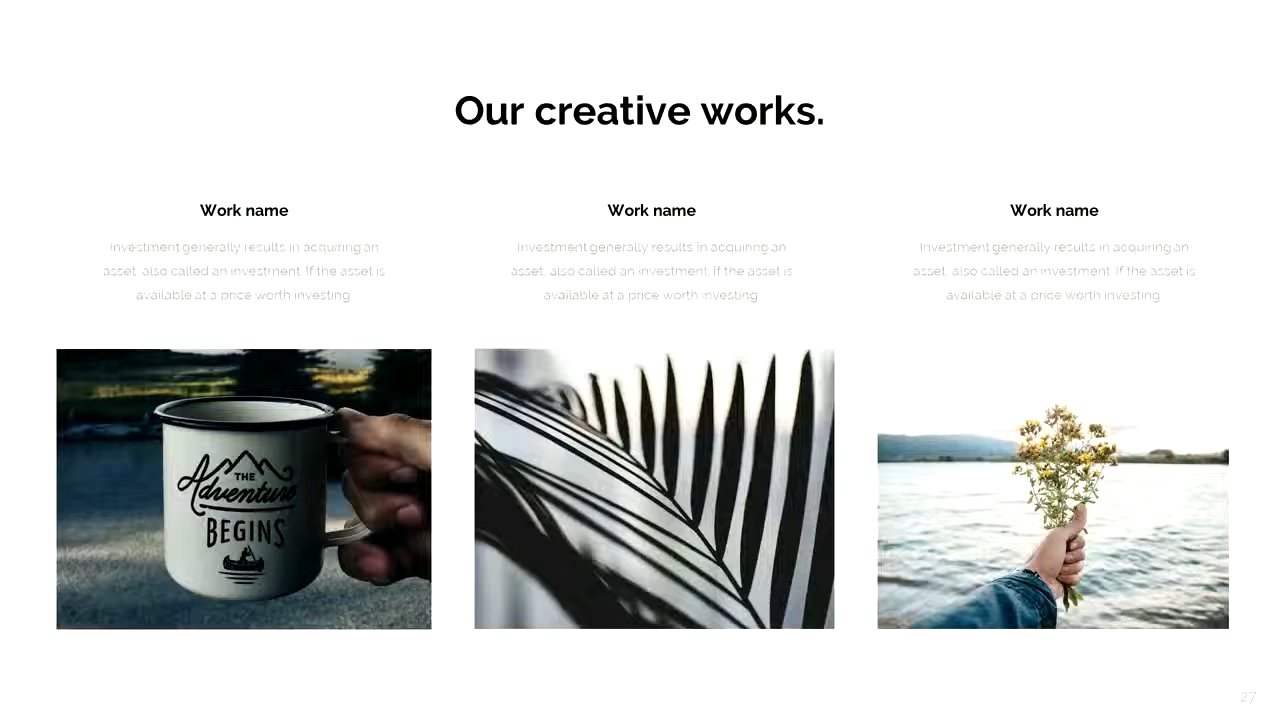 Our creative works.
Work name
Investment generally results in acquiring an
asset, also called an investment. If the asset is
available at a price worth investing
Work name
Investment generally results in acquiring an
asset, also called an investment. If the asset is
available at a price worth investing
Work name
Investment generally results in acquiring an
asset, also called an investment. If the asset is
available at a price worth investing
THE
Adventure
BEGINS
27